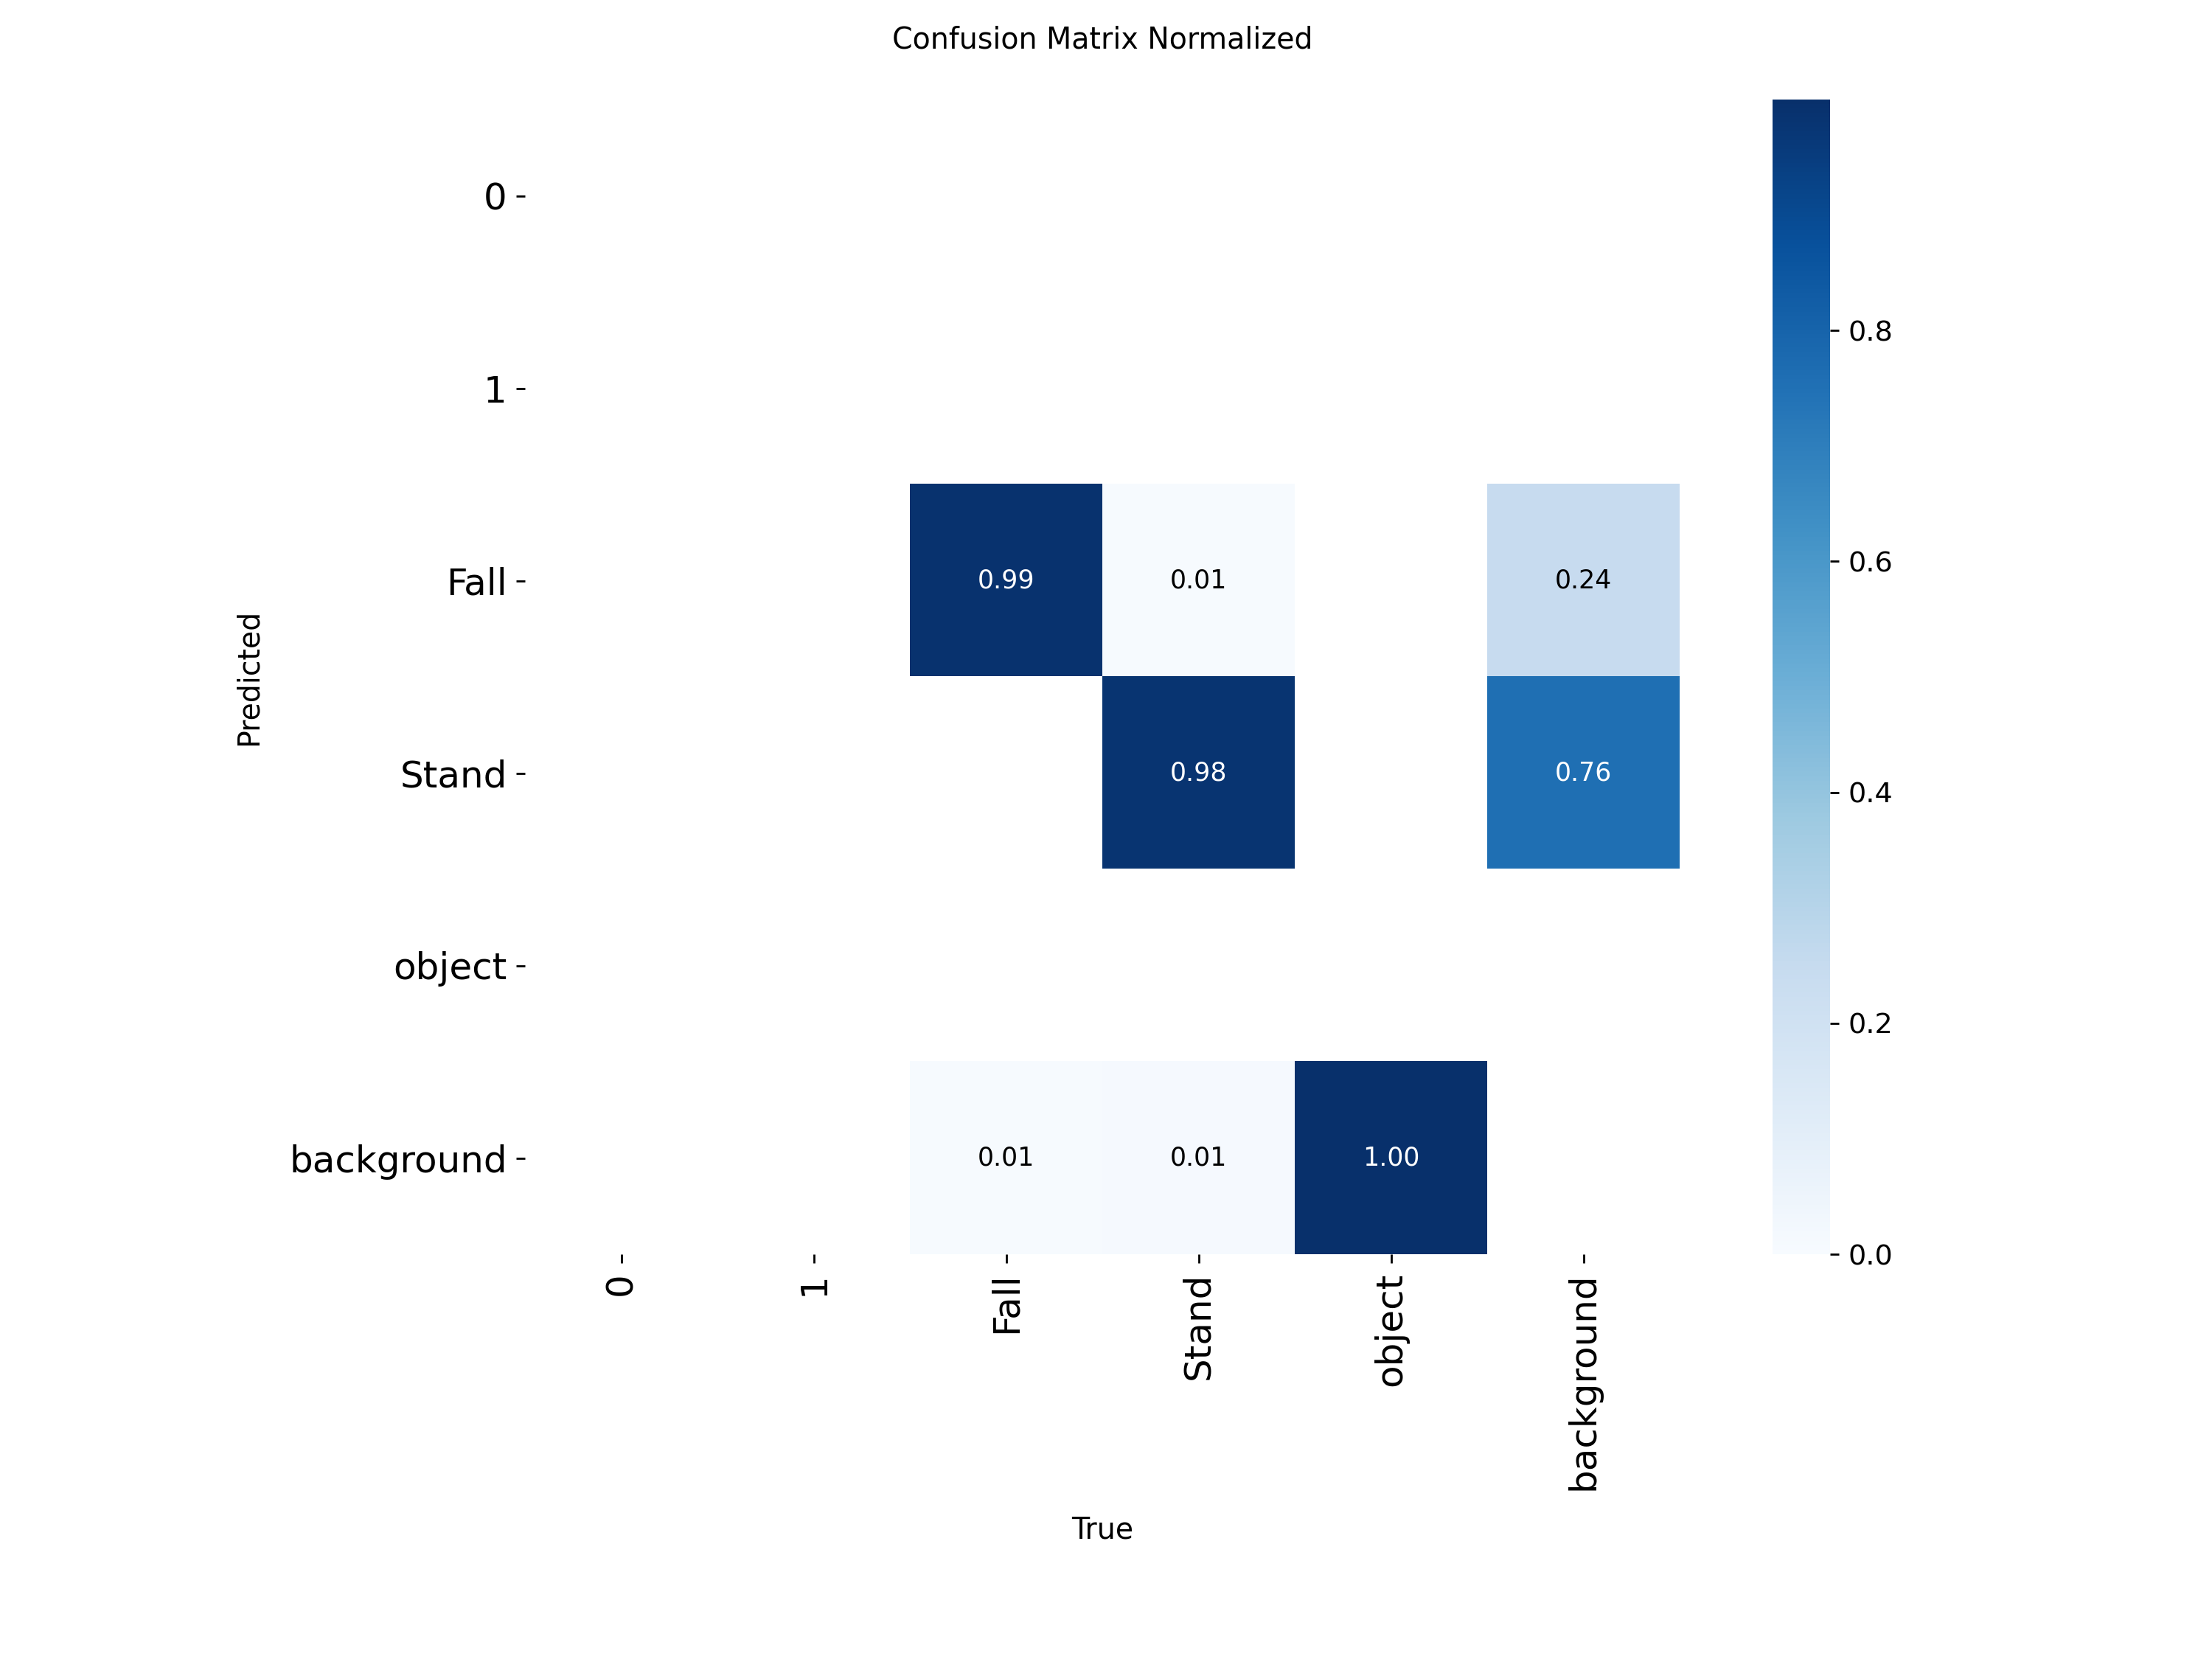 Confusion Matrix Normalized
0
1
Fall
Stand
object
background
Predicted
0.99
0.01
0.24
0.98
0.76
0.01
0.01
1.00
0
1
Fall
Stand
object
background
True
0.8
0.6
0.4
0.2
0.0